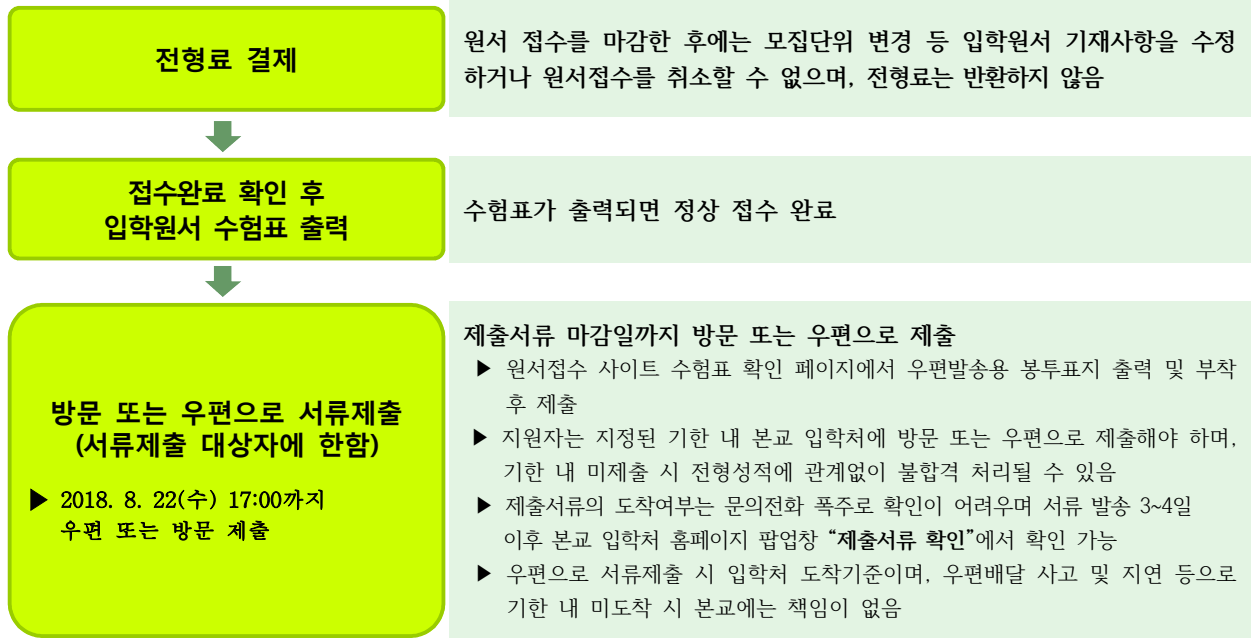 전형료 결제
원서 접수를 마감한 후에는 모집단위 변경 등 입학원서 기재사항을 수정
하거나 원서접수를 취소할 수 없으며, 전형료는 반환하지 않음
접수완료 확인 후
입학원서 수험표 출력
수험표가 출력되면 정상 접수 완료
방문 또는 우편으로 서류제출
(서류제출 대상자에 한함)
▶ 2018. 8. 22(수) 17:00까지
우편 또는 방문 제출
제출서류 마감일까지 방문 또는 우편으로 제출
▶ 원서접수 사이트 수험표 확인 페이지에서 우편발송용 봉투표지 출력 및 부착
후 제출
▶ 지원자는 지정된 기한 내 본교 입학처에 방문 또는 우편으로 제출해야 하며,
기한 내 미제출 시 전형성적에 관계없이 불합격 처리될 수 있음
▶ 제출서류의 도착여부는 문의전화 폭주로 확인이 어려우며 서류 발송 3~4일
이후 본교 입학처 홈페이지 팝업창 “제출서류 확인”에서 확인 가능
▶ 우편으로 서류제출 시 입학처 도착기준이며, 우편배달 사고 및 지연 등으로
기한 내 미도착 시 본교에는 책임이 없음